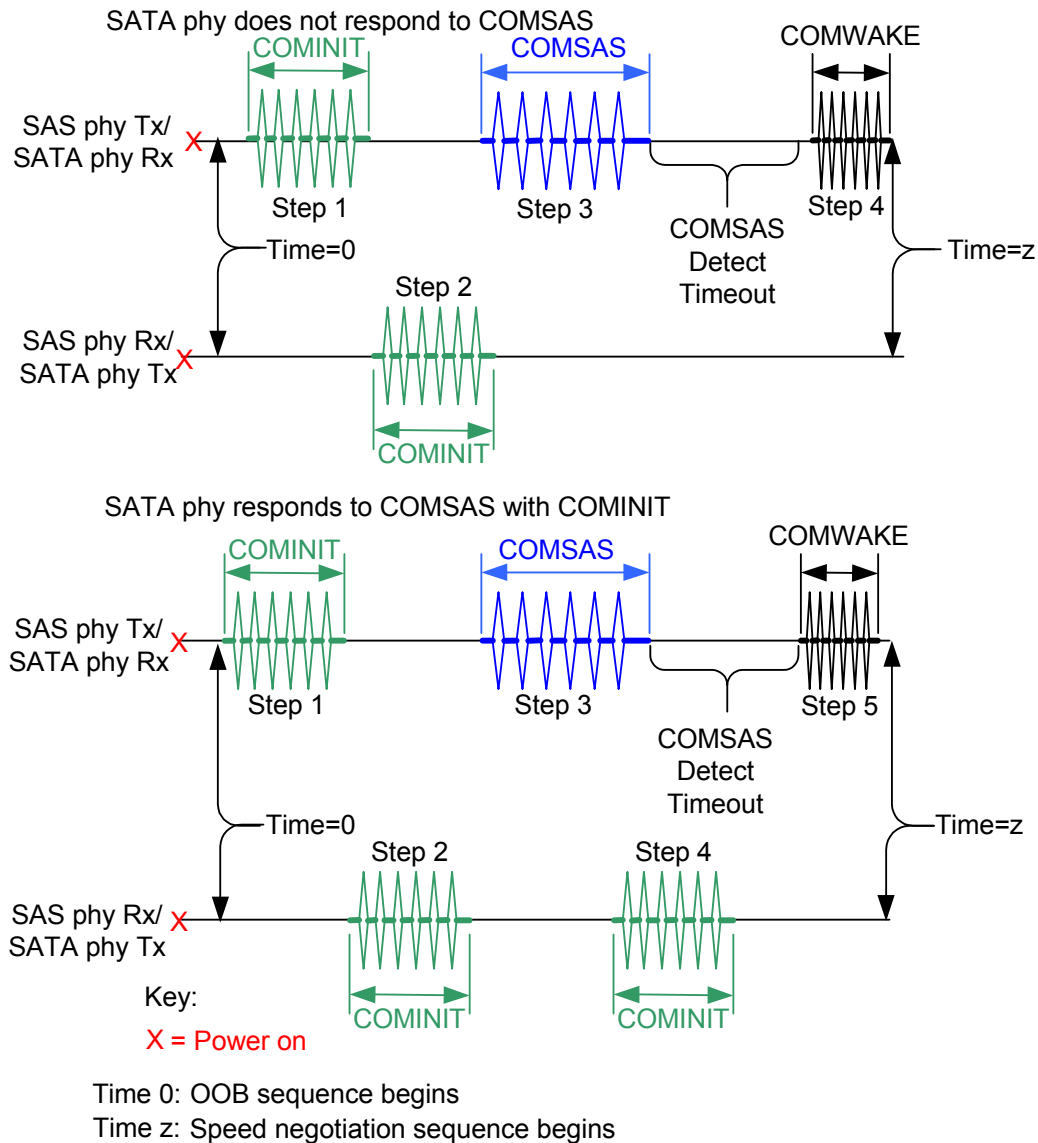 SATA phy does not respond to COMSAS
COMINIT
COMSAS
COMWAKE
SAS phy Tx/
SATA phy Rx
X
Step 1
Step 3
Step 4
Time=0
COMSAS
Detect
Timeout
Time=z
Step 2
SAS phy Rx/
SATA phy Tx
X
COMINIT
SATA phy responds to COMSAS with COMINIT
COMINIT
COMSAS
COMWAKE
SAS phy Tx/
SATA phy Rx
X
Step 1
Step 3
Step 5
COMSAS
Detect
Timeout
Time=0
Time=z
Step 2
Step 4
SAS phy Rx/
SATA phy Tx
X
COMINIT
COMINIT
Key:
X = Power on
Time 0: OOB sequence begins
Time z: Speed negotiation sequence begins